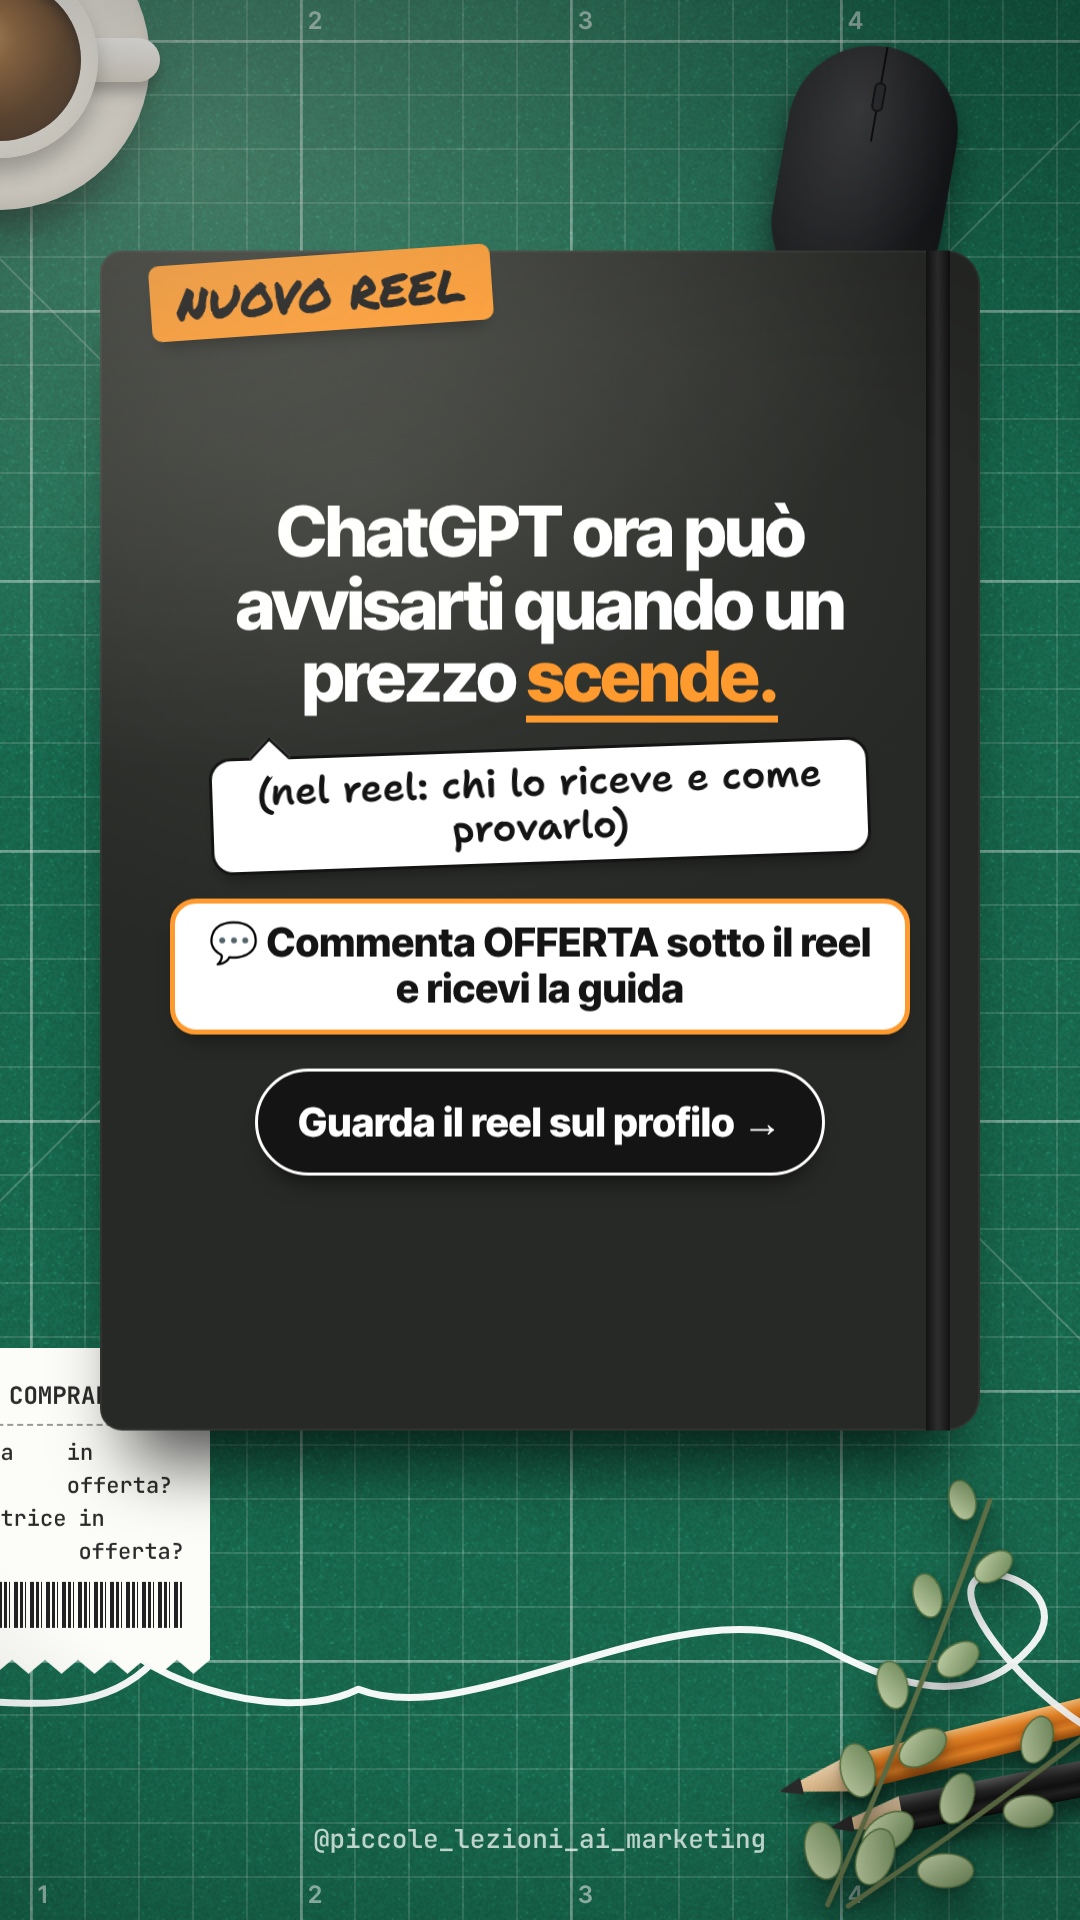 2 3 4
NUOVO REEL
ChatGPT ora può
avvisarti quando un
prezzo scende.
(nel reel: chi lo riceve e come
provarlo)
💬 Commenta OFFERTA sotto il reel
e ricevi la guida
Guarda il reel sul profilo →
in
offerta?
in
offerta?
@piccole_lezioni_ai_marketing
1 2 3 4